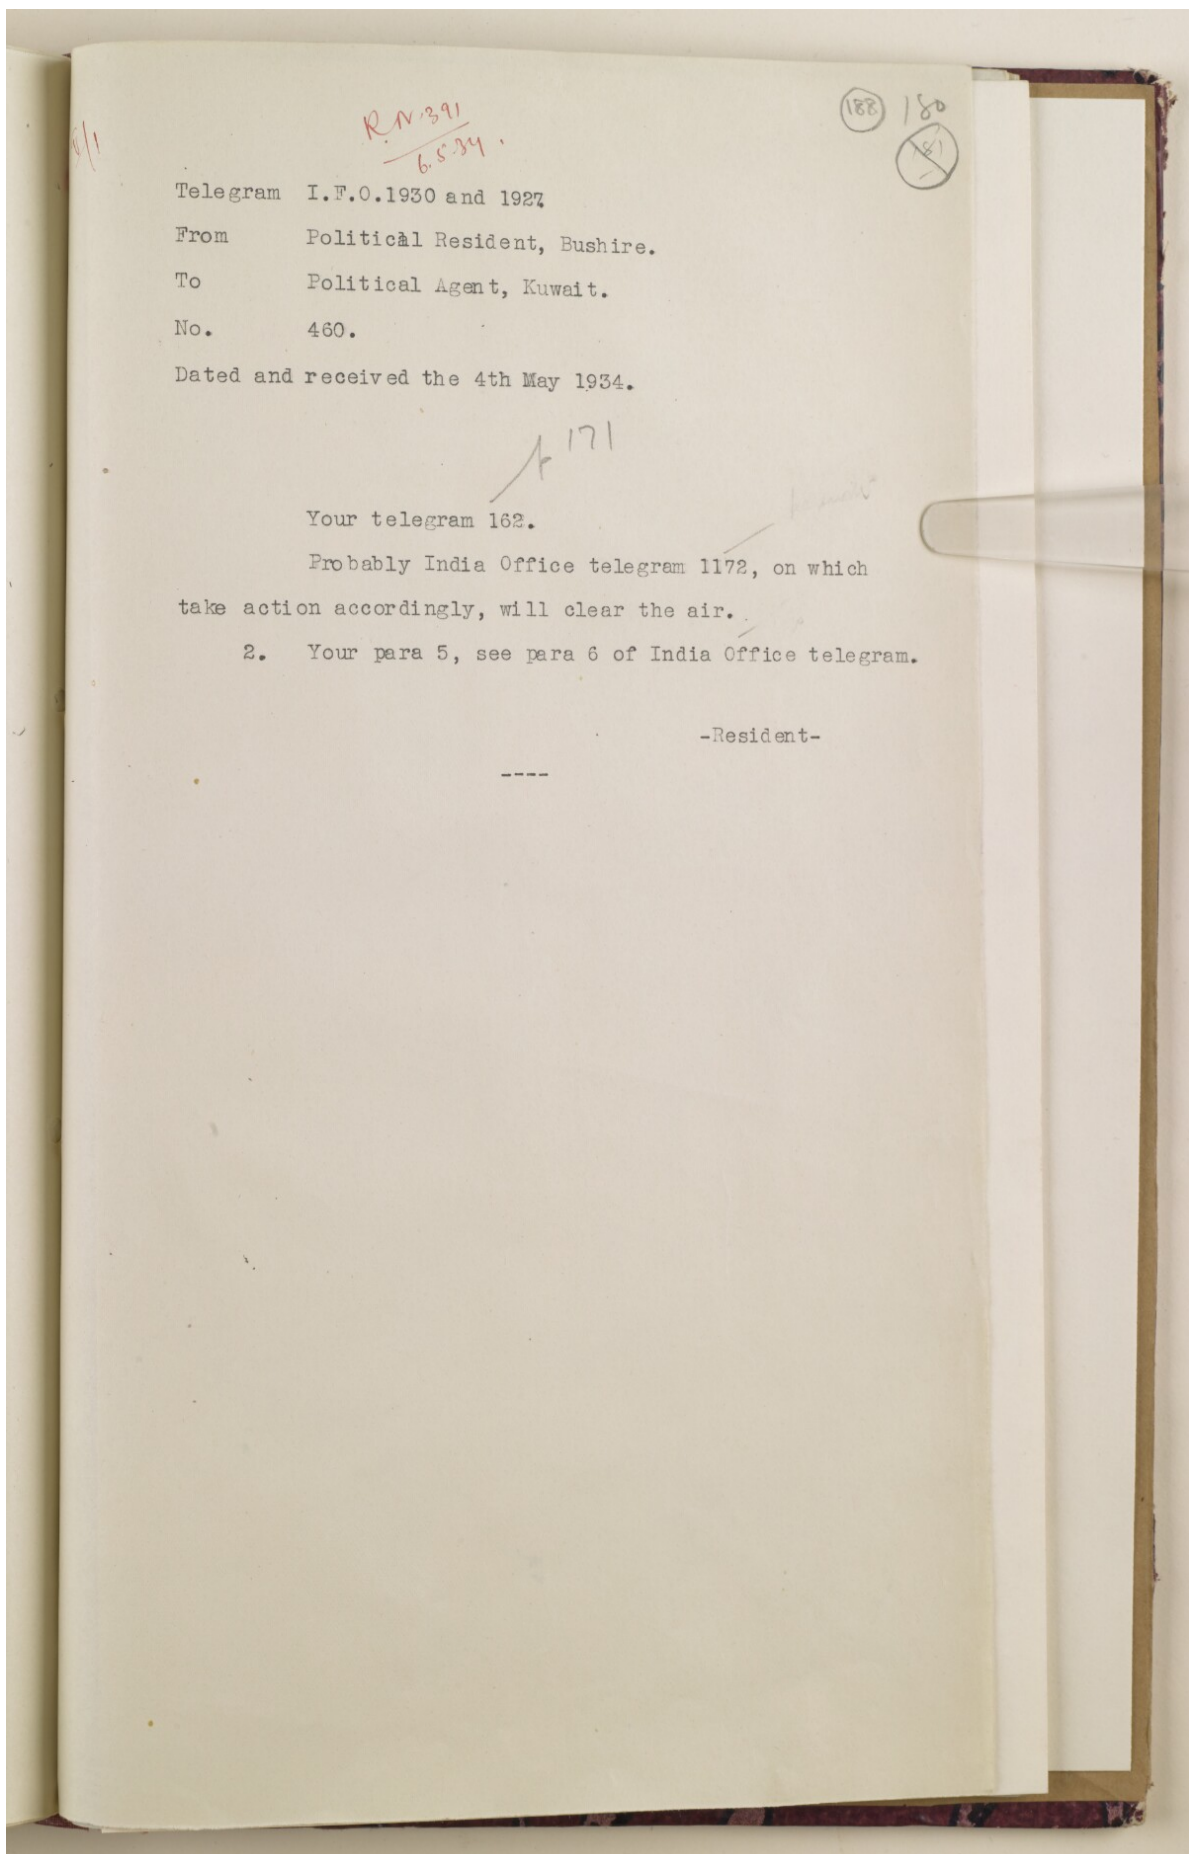 188
180
181
R.N.391
6.5.34.
Telegram I.F.O.1930 and 1927
From Political Resident, Bushire.
To Political Agent, Kuwait.
No. 460.
Dated and received the 4th May 1934.
171
Your telegram 162.
Probably India Office telegram 1172, on which
take action accordingly, will clear the air.
2. Your para 5, see para 6 of India Office telegram.
-Resident-
----